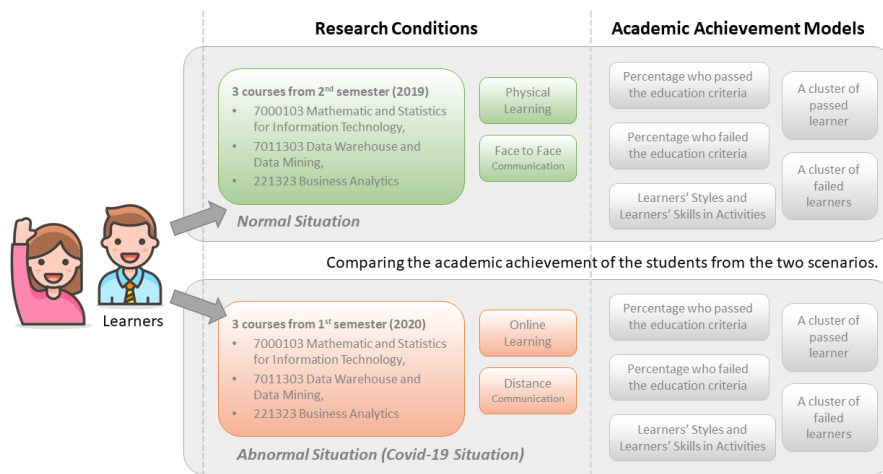 Research Conditions
Academic Achievement Models
3 courses from 2nd semester (2019)
• 7000103 Mathematic and Statistics
for Information Technology,
• 7011303 Data Warehouse and
Data Mining,
• 221323 Business Analytics
Physical
Learning
Face to Face
Communication
Normal Situation
Percentage who passed
the education criteria
Percentage who failed
the education criteria
Learners' Styles and
Learners' Skills in Activities
A cluster of
passed
learner
A cluster of
failed
learners
Learners
Comparing the academic achievement of the students from the two scenarios.
3 courses from 1st semester (2020)
• 7000103 Mathematic and Statistics
for Information Technology,
• 7011303 Data Warehouse and
Data Mining,
• 221323 Business Analytics
Online
Learning
Distance
Communication
Abnormal Situation (Covid-19 Situation)
Percentage who passed
the education criteria
Percentage who failed
the education criteria
Learners' Styles and
Learners' Skills in Activities
A cluster of
passed
learner
A cluster of
failed
learners